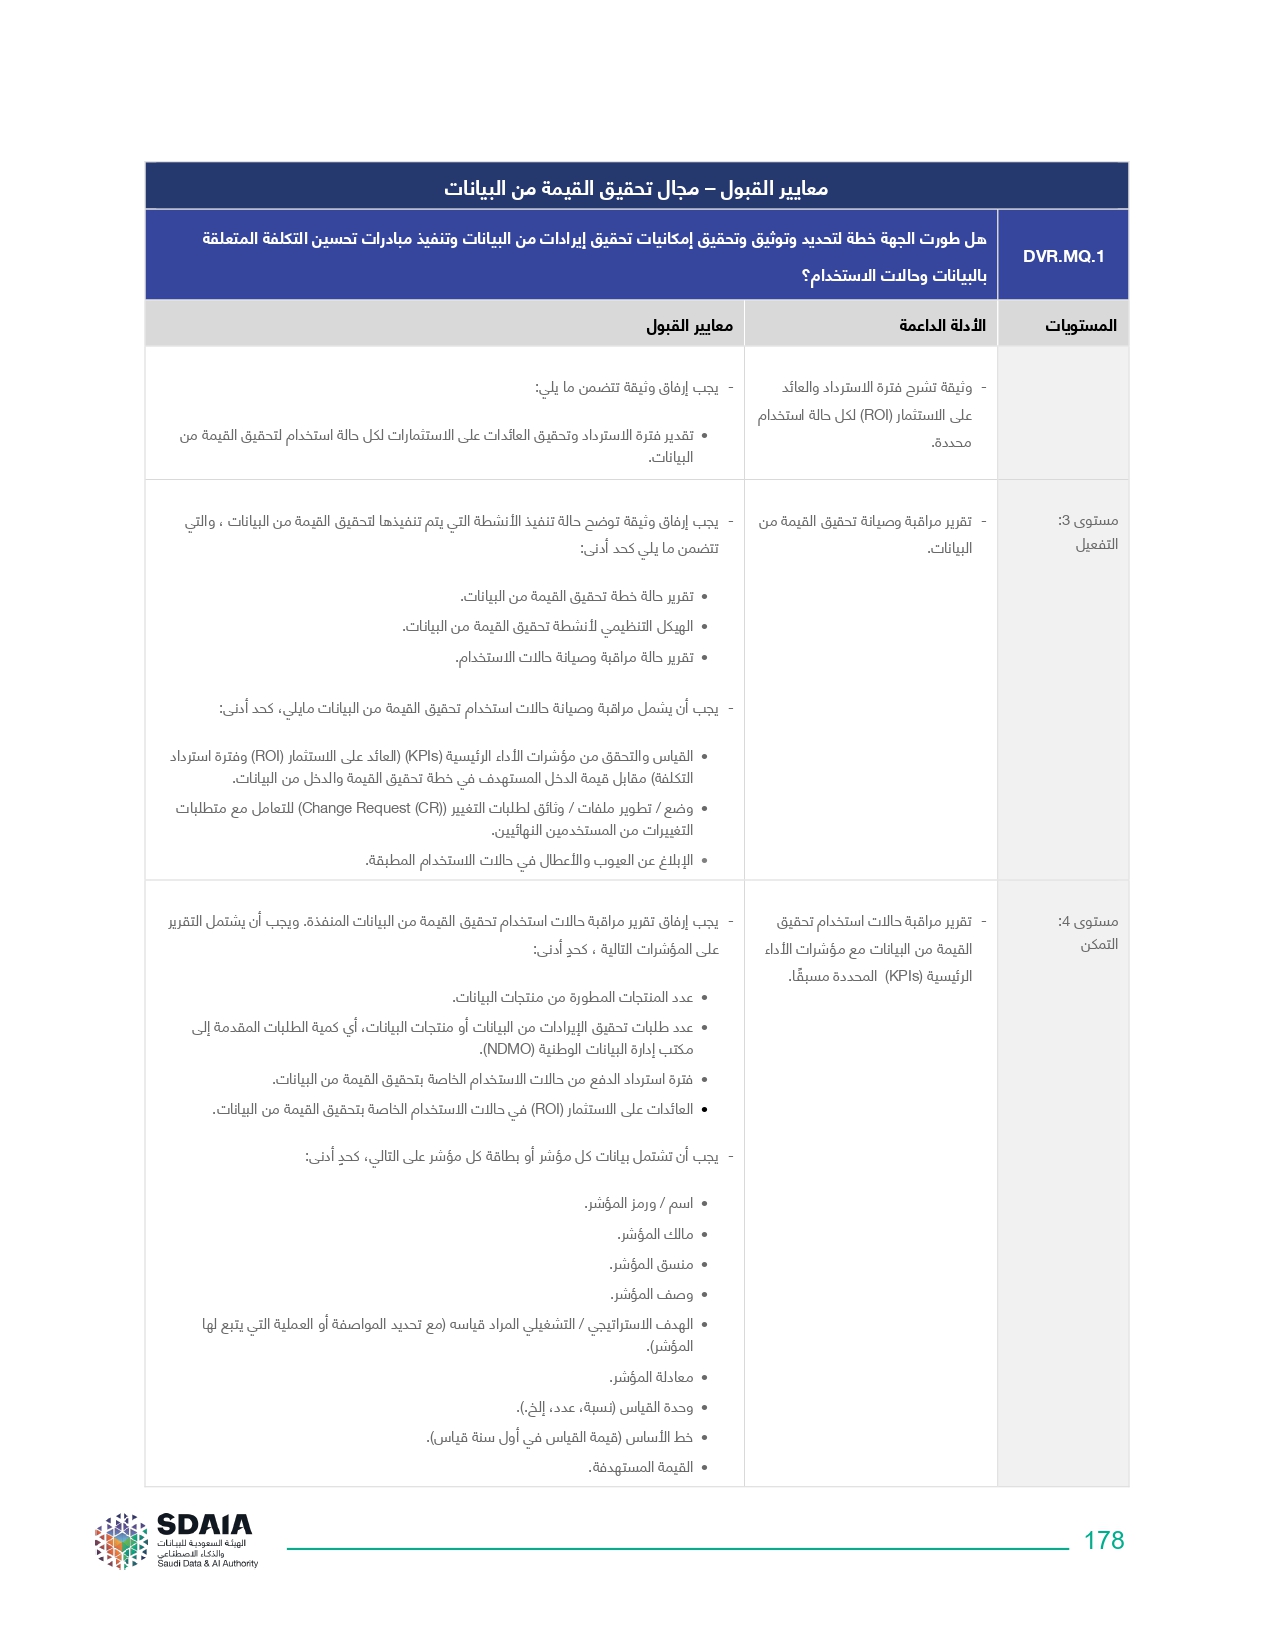 معايير القبول – مجال تحقيق القيمة من البيانات
DVR.MQ.1
هل طورت الجهة خطة لتحديد وتوثيق وتحقيق إمكانيات تحقيق إيرادات من البيانات وتنفيذ مبادرات تحسين التكلفة المتعلقة
بالبيانات وحالات الاستخدام؟
المستويات
الأدلة الداعمة
معايير القبول
- وثيقة تشرح فترة الاسترداد والعائد
على الاستثمار (ROI) لكل حالة استخدام
محددة.
- يجب إرفاق وثيقة تتضمن ما يلي:
• تقدير فترة الاسترداد وتحقيق العائدات على الاستثمارات لكل حالة استخدام لتحقيق القيمة من
البيانات.
مستوى 3:
التفعيل
- تقرير مراقبة وصيانة تحقيق القيمة من
البيانات.
- يجب إرفاق وثيقة توضح حالة تنفيذ الأنشطة التي يتم تنفيذها لتحقيق القيمة من البيانات ، والتي
تتضمن ما يلي كحد أدنى:
• تقرير حالة خطة تحقيق القيمة من البيانات.
• الهيكل التنظيمي لأنشطة تحقيق القيمة من البيانات.
• تقرير حالة مراقبة وصيانة حالات الاستخدام.
- يجب أن يشمل مراقبة وصيانة حالات استخدام تحقيق القيمة من البيانات مايلي، كحد أدنى:
• القياس والتحقق من مؤشرات الأداء الرئيسية (KPIs) (العائد على الاستثمار (ROI) وفترة استرداد
التكلفة) مقابل قيمة الدخل المستهدف في خطة تحقيق القيمة والدخل من البيانات.
• وضع / تطوير ملفات / وثائق لطلبات التغيير (Change Request (CR)) للتعامل مع متطلبات
التغييرات من المستخدمين النهائيين.
• الإبلاغ عن العيوب والأعطال في حالات الاستخدام المطبقة.
مستوى 4:
التمكن
- تقرير مراقبة حالات استخدام تحقيق
القيمة من البيانات مع مؤشرات الأداء
الرئيسية (KPIs) المحددة مسبقًا.
- يجب إرفاق تقرير مراقبة حالات استخدام تحقيق القيمة من البيانات المنفذة. ويجب أن يشتمل التقرير
على المؤشرات التالية ، كحدٍ أدنى:
• عدد المنتجات المطورة من منتجات البيانات.
• عدد طلبات تحقيق الإيرادات من البيانات أو منتجات البيانات، أي كمية الطلبات المقدمة إلى
مكتب إدارة البيانات الوطنية (NDMO).
• فترة استرداد الدفع من حالات الاستخدام الخاصة بتحقيق القيمة من البيانات.
• العائدات على الاستثمار (ROI) في حالات الاستخدام الخاصة بتحقيق القيمة من البيانات.
- يجب أن تشتمل بيانات كل مؤشر أو بطاقة كل مؤشر على التالي، كحدٍ أدنى:
• اسم / ورمز المؤشر.
• مالك المؤشر.
• منسق المؤشر.
• وصف المؤشر.
• الهدف الاستراتيجي / التشغيلي المراد قياسه (مع تحديد المواصفة أو العملية التي يتبع لها
المؤشر).
• معادلة المؤشر.
• وحدة القياس (نسبة، عدد، إلخ.).
• خط الأساس (قيمة القياس في أول سنة قياس).
• القيمة المستهدفة.
SDAIA
الهيئة السعودية للبيانات
والذكاء الاصطناعي
Saudi Data & AI Authority
178